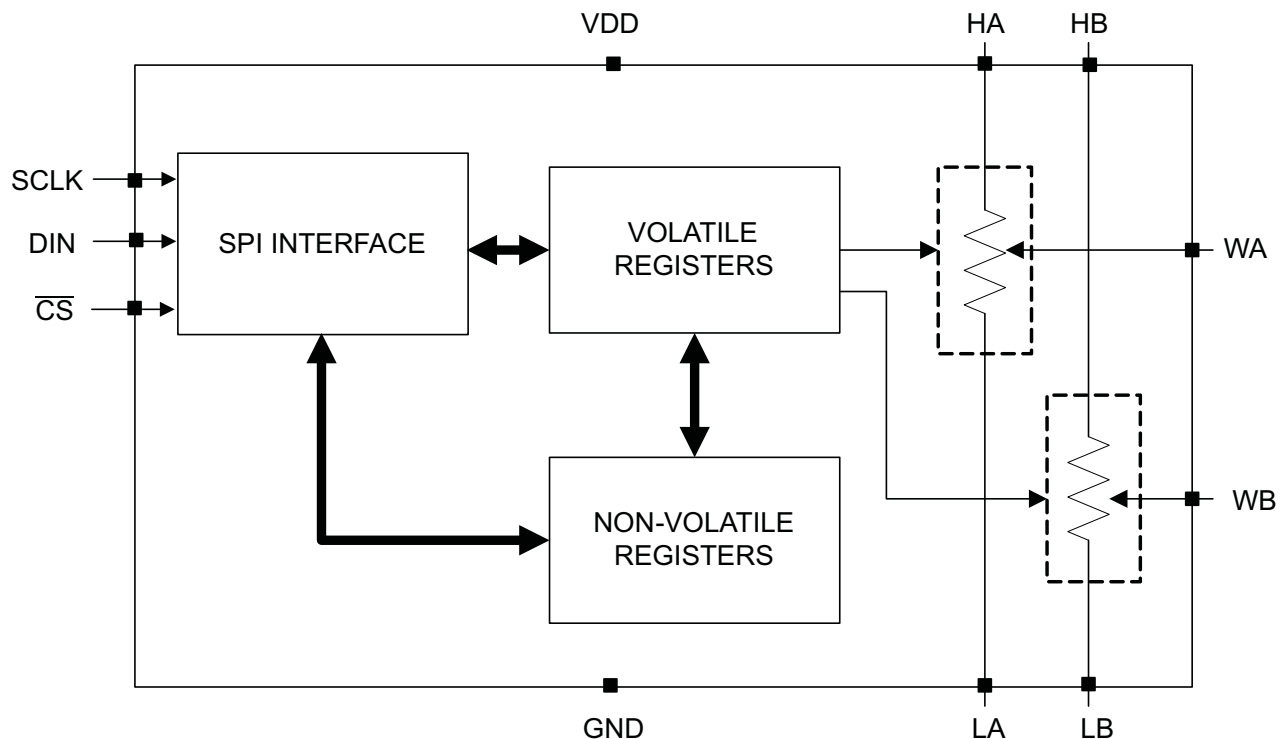 VDD
HA
HB
SCLK
DIN
CS
SPI INTERFACE
VOLATILE
REGISTERS
WA
NON-VOLATILE
REGISTERS
WB
GND
LA
LB